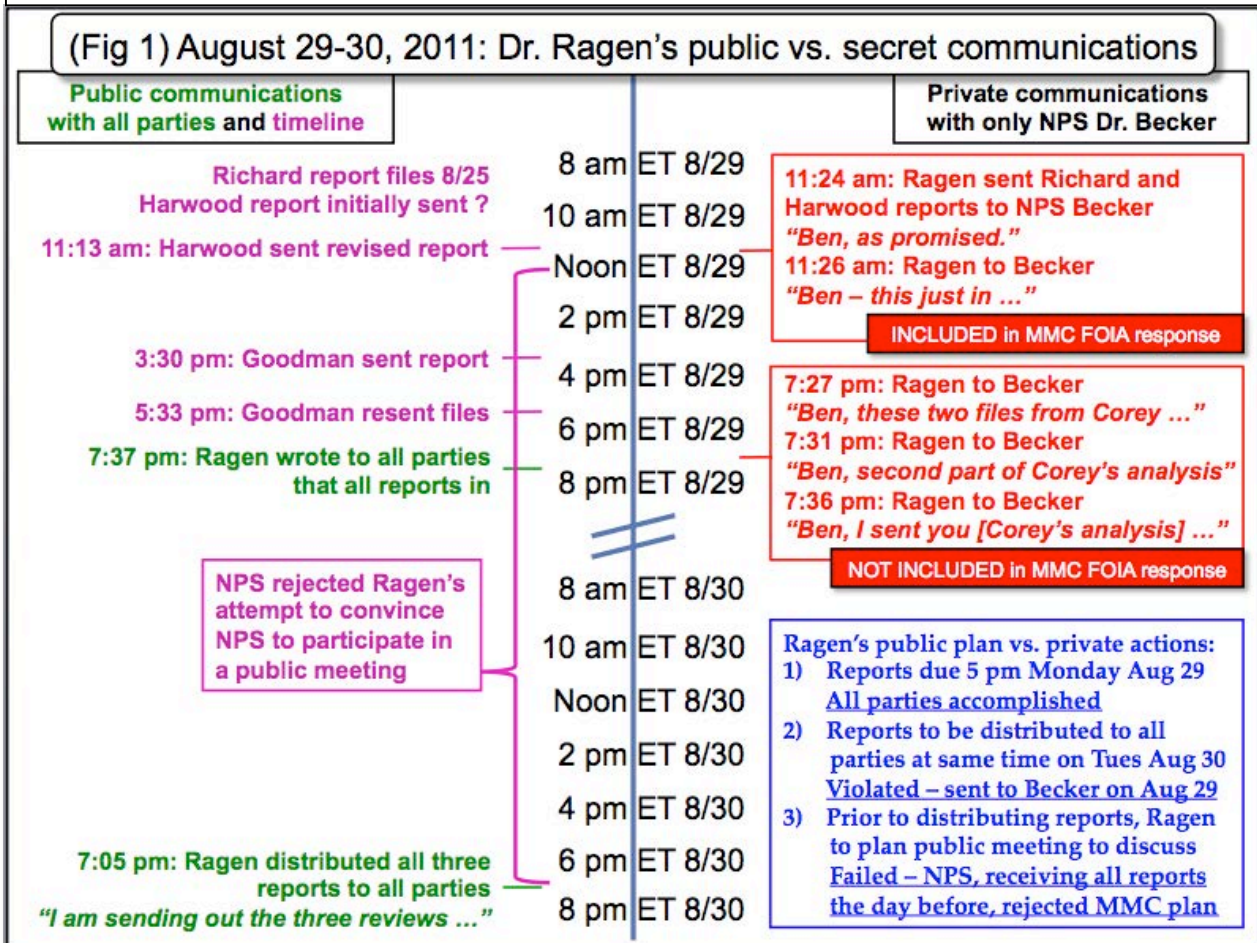 (Fig 1) August 29-30, 2011: Dr. Ragen's public vs. secret communications
Public communications
with all parties and timeline
Private communications
with only NPS Dr. Becker
Richard report files 8/25
Harwood report initially sent ?
11:13 am: Harwood sent revised report
3:30 pm: Goodman sent report
5:33 pm: Goodman resent files
7:37 pm: Ragen wrote to all parties
that all reports in
NPS rejected Ragen's
attempt to convince
NPS to participate in
a public meeting
7:05 pm: Ragen distributed all three
reports to all parties
"I am sending out the three reviews ..."
8 am ET 8/29
10 am ET 8/29
Noon ET 8/29
2 pm ET 8/29
4 pm ET 8/29
6 pm ET 8/29
8 pm ET 8/29
8 am ET 8/30
10 am ET 8/30
Noon ET 8/30
2 pm ET 8/30
4 pm ET 8/30
6 pm ET 8/30
8 pm ET 8/30
11:24 am: Ragen sent Richard and
Harwood reports to NPS Becker
"Ben, as promised."
11:26 am: Ragen to Becker
"Ben – this just in ..."
INCLUDED in MMC FOIA response
7:27 pm: Ragen to Becker
"Ben, these two files from Corey ..."
7:31 pm: Ragen to Becker
"Ben, second part of Corey's analysis"
7:36 pm: Ragen to Becker
"Ben, I sent you [Corey's analysis] ..."
NOT INCLUDED in MMC FOIA response
Ragen's public plan vs. private actions:
1) Reports due 5 pm Monday Aug 29
All parties accomplished
2) Reports to be distributed to all
parties at same time on Tues Aug 30
Violated – sent to Becker on Aug 29
3) Prior to distributing reports, Ragen
to plan public meeting to discuss
Failed – NPS, receiving all reports
the day before, rejected MMC plan